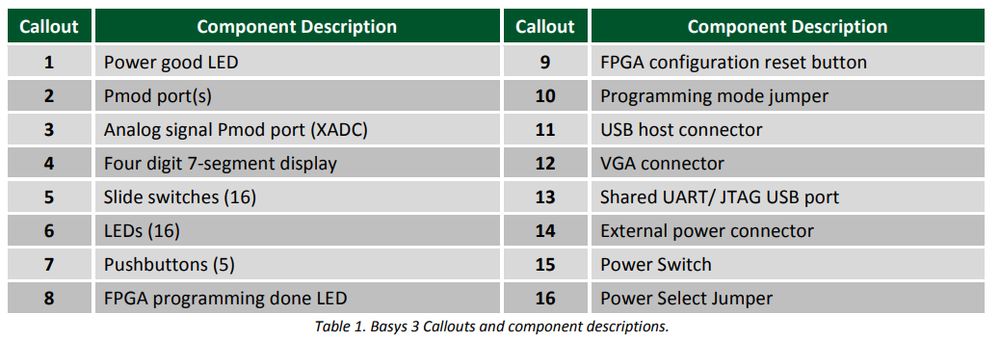 Callout Component Description Callout Component Description
1 Power good LED 9 FPGA configuration reset button
2 Pmod port(s) 10 Programming mode jumper
3 Analog signal Pmod port (XADC) 11 USB host connector
4 Four digit 7-segment display 12 VGA connector
5 Slide switches (16) 13 Shared UART/ JTAG USB port
6 LEDs (16) 14 External power connector
7 Pushbuttons (5) 15 Power Switch
8 FPGA programming done LED 16 Power Select Jumper
Table 1. Basys 3 Callouts and component descriptions.